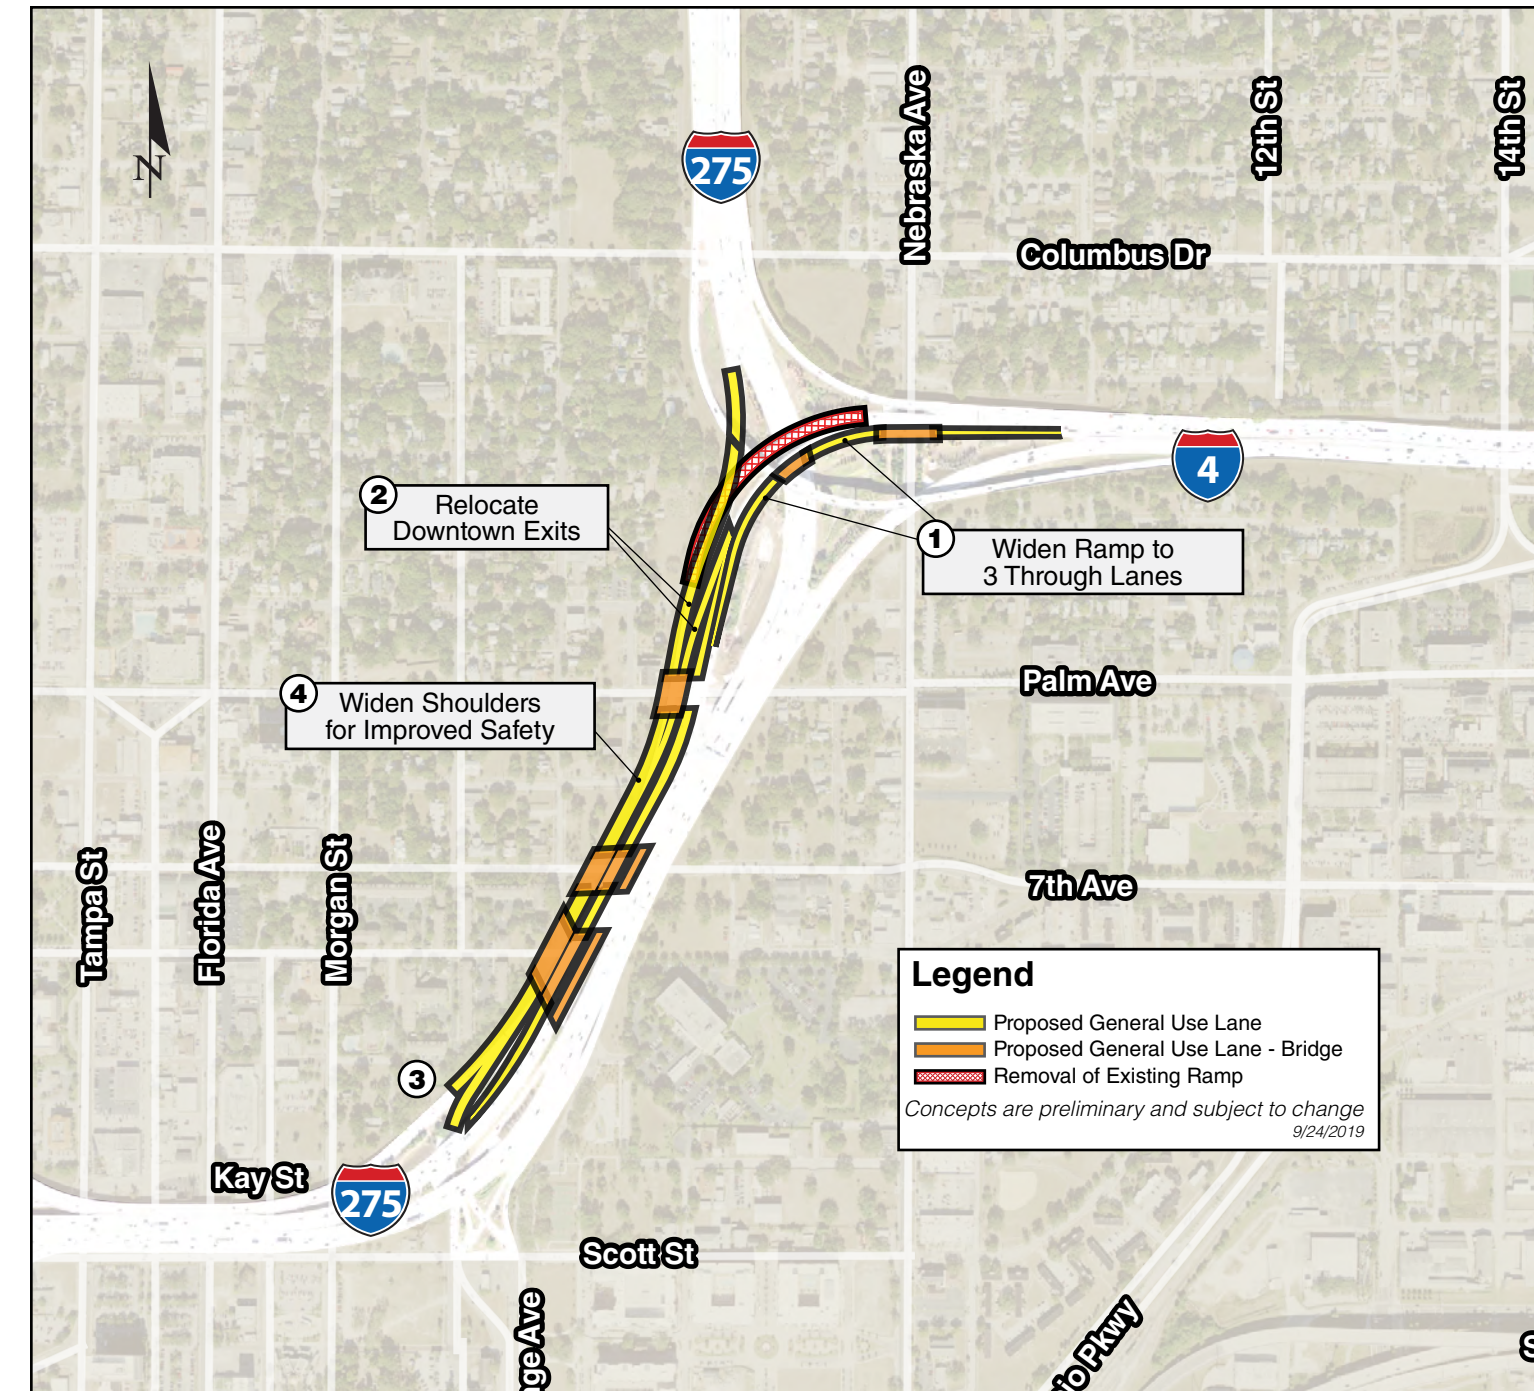 N
275
Nebraska Ave
12th St
14th St
Columbus Dr
4
2
Relocate
Downtown Exits
1
Widen Ramp to
3 Through Lanes
4
Widen Shoulders
for Improved Safety
Palm Ave
Tampa St
Florida Ave
Morgan St
7th Ave
Legend
Proposed General Use Lane
Proposed General Use Lane - Bridge
Removal of Existing Ramp
Concepts are preliminary and subject to change
9/24/2019
3
Kay St
275
Scott St
Ave
Pkwy